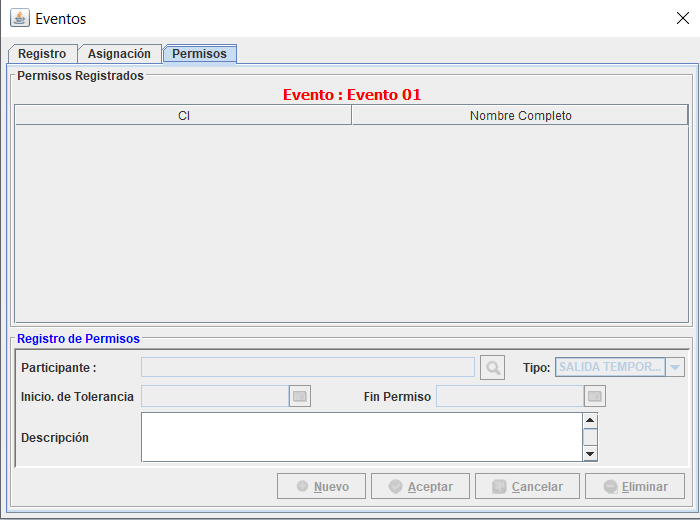 Eventos
Registro Asignación Permisos
Permisos Registrados
Evento : Evento 01
CI Nombre Completo
Registro de Permisos
Participante : Tipo: SALIDA TEMPOR...
Inicio. de Tolerancia Fin Permiso
Descripción
Nuevo Aceptar Cancelar Eliminar